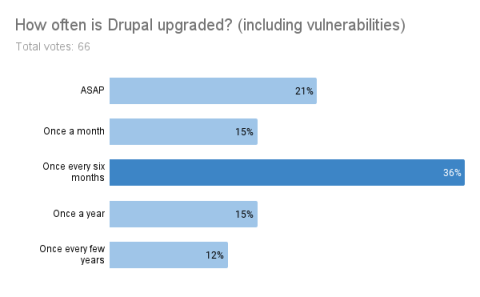 How often is Drupal upgraded? (including vulnerabilities)
Total votes: 66
ASAP
21%
Once a month
15%
Once every six
months
36%
Once a year
15%
Once every few
years
12%